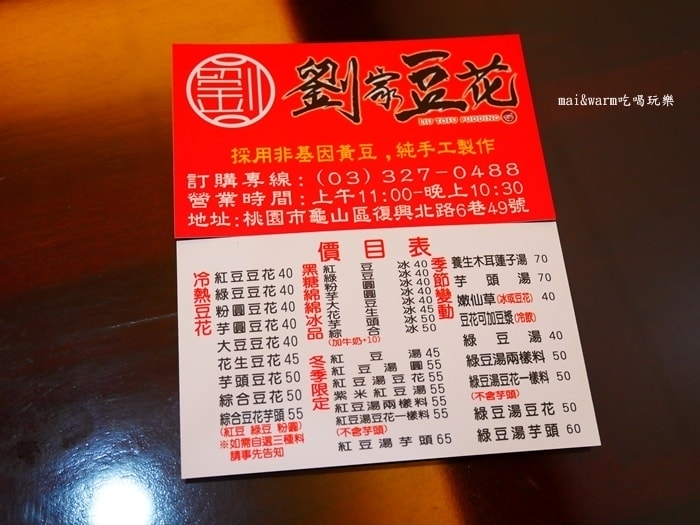 mai&warm吃喝玩樂
劉
劉家豆花
LIU TOFU PUDDING
採用非基因黃豆,純手工製作
訂購專線:(03)327-0488
營業時間:上午11:00-晚上10:30
地址:桃園市龜山區復興北路6巷49號
價目表
冷熱豆花
紅豆豆花 40
綠豆豆花 40
粉圓豆花 40
芋圓豆花 40
大豆豆花 40
花生豆花 45
芋頭豆花 50
綜合豆花 50
綜合豆花芋頭 55
(紅豆 綠豆 粉圓)
※如需自選三種料
請事先告知
黑糖綿綿冰品
紅豆冰 40
綠豆冰 40
粉圓冰 40
芋圓冰 40
大豆冰 40
花生冰 45
芋頭冰 50
綜合冰 50
(加牛奶+10)
冬季限定
紅豆湯 45
紅豆湯圓 55
紅豆湯豆花 55
紫米紅豆湯 55
紅豆湯兩樣料 55
紅豆湯豆花一樣料 55
(不含芋頭)
紅豆湯芋頭 65
季節變動
養生木耳蓮子湯 70
芋頭湯 70
嫩仙草(冰或豆花) 40
豆花可加豆漿(冷飲)
綠豆湯 40
綠豆湯兩樣料 50
綠豆湯豆花一樣料 50
(不含芋頭)
綠豆湯豆花 50
綠豆湯芋頭 60